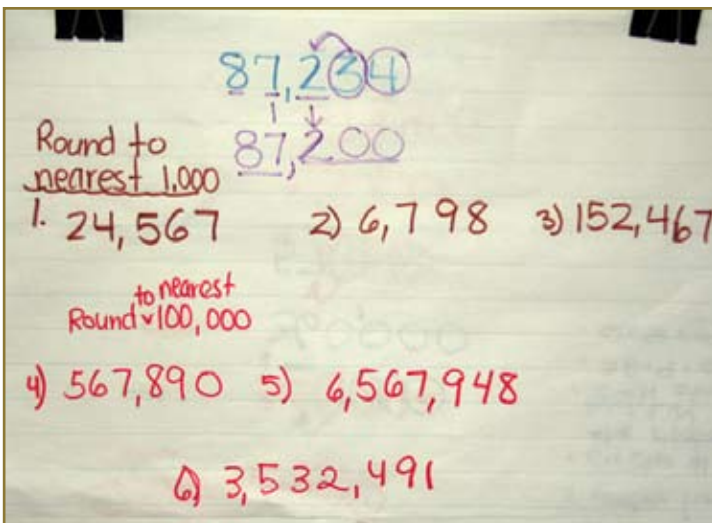 87,234
87,200
Round to
nearest 1,000
1. 24,567 2) 6,798 3) 152,467
Round to nearest 100,000
4) 567,890 5) 6,567,948
6) 3,532,491